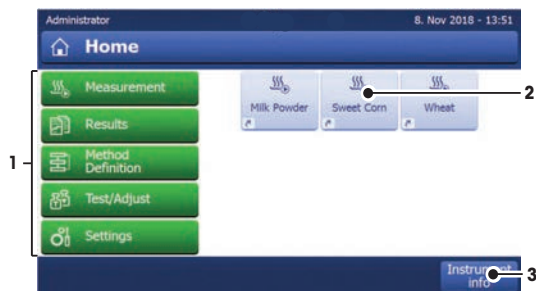 Administrator 8. Nov 2018 - 13:51
Home
Measurement
Results
Method
Definition
Test/Adjust
Settings
Milk Powder Sweet Corn Wheat
Instrument
info
1
2
3